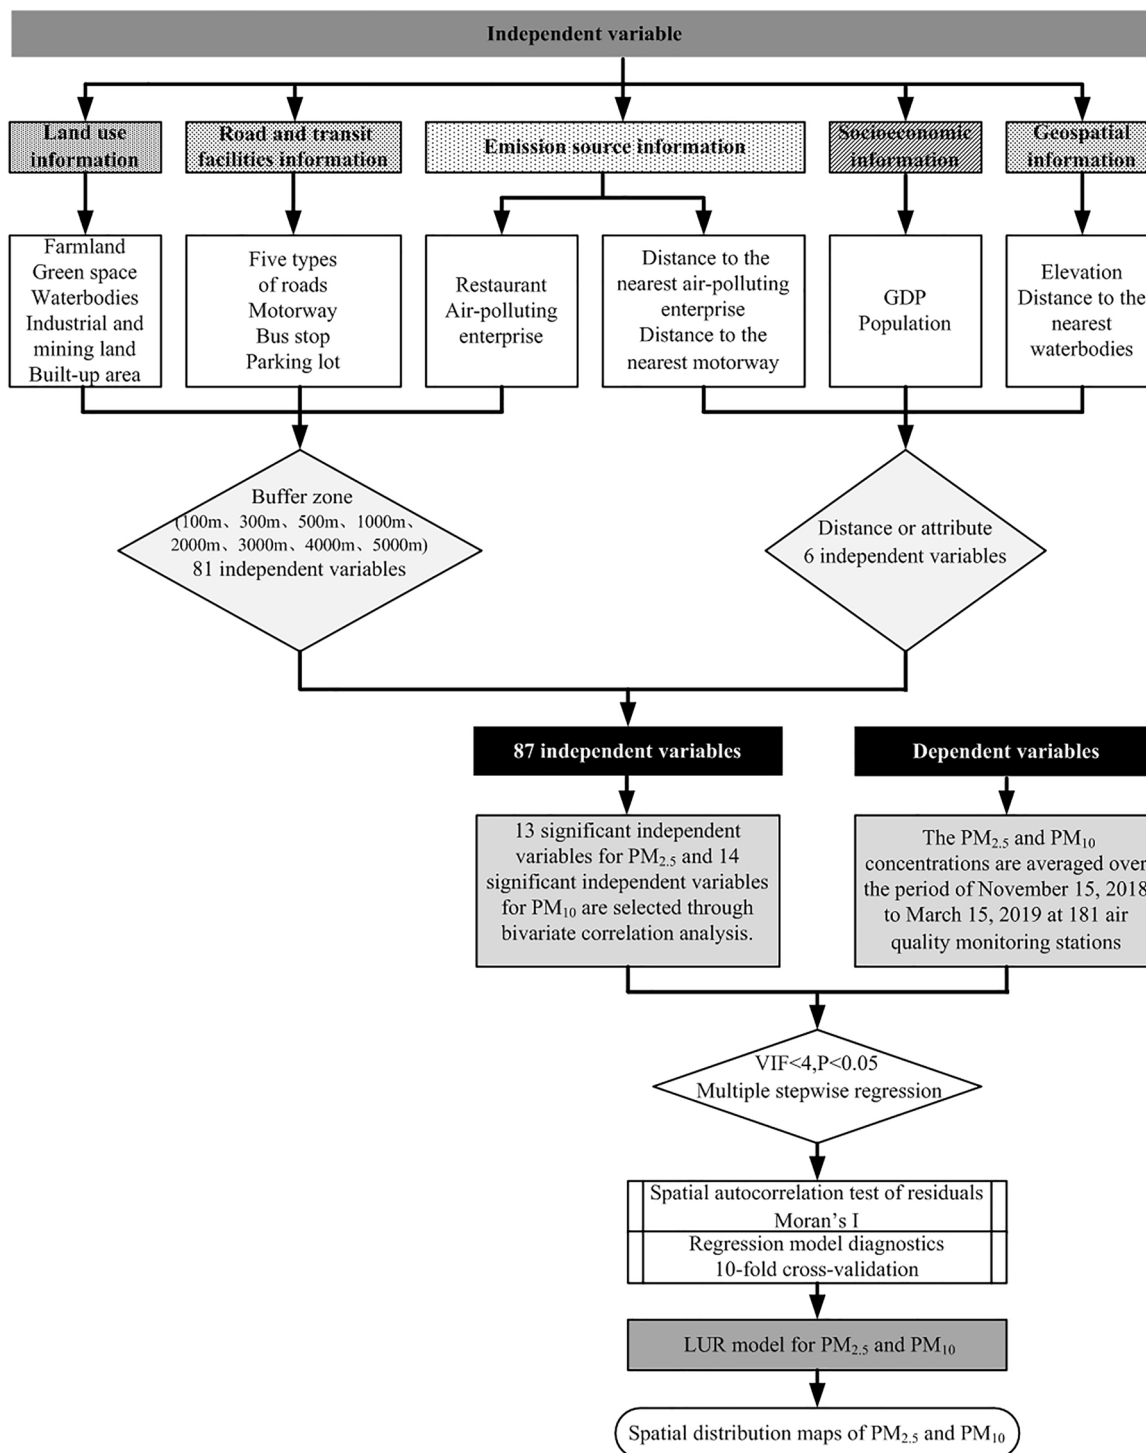 Independent variable
Land use
information
Road and transit
facilities information
Emission source information
Socioeconomic
information
Geospatial
information
Farmland
Green space
Waterbodies
Industrial and
mining land
Built-up area
Five types
of roads
Motorway
Bus stop
Parking lot
Restaurant
Air-polluting
enterprise
Distance to the
nearest air-polluting
enterprise
Distance to the
nearest motorway
GDP
Population
Elevation
Distance to the
nearest
waterbodies
Buffer zone
(100m、300m、500m、1000m、
2000m、3000m、4000m、5000m)
81 independent variables
Distance or attribute
6 independent variables
87 independent variables
Dependent variables
13 significant independent
variables for PM2.5 and 14
significant independent variables
for PM10 are selected through
bivariate correlation analysis.
The PM2.5 and PM10
concentrations are averaged over
the period of November 15, 2018
to March 15, 2019 at 181 air
quality monitoring stations
VIF<4,P<0.05
Multiple stepwise regression
Spatial autocorrelation test of residuals
Moran's I
Regression model diagnostics
10-fold cross-validation
LUR model for PM2.5 and PM10
Spatial distribution maps of PM2.5 and PM10